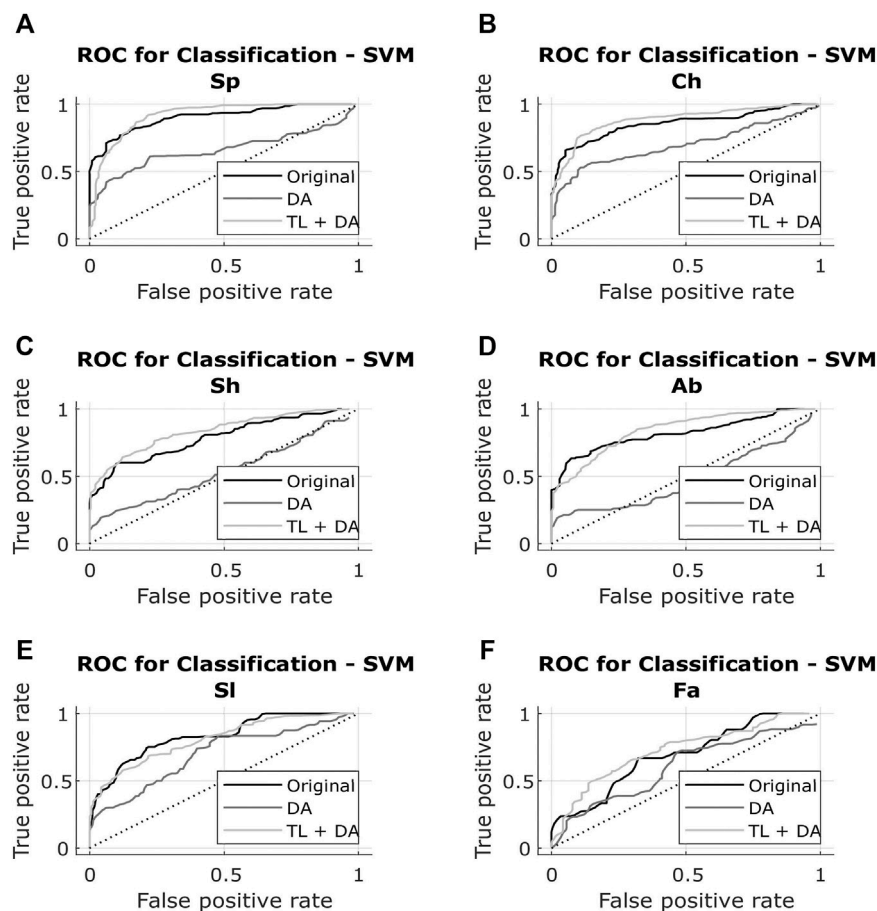 A
ROC for Classification - SVM
Sp
True positive rate
1
0.5
0
0
0.5
1
False positive rate
Original
DA
TL + DA
B
ROC for Classification - SVM
Ch
True positive rate
1
0.5
0
0
0.5
1
False positive rate
Original
DA
TL + DA
C
ROC for Classification - SVM
Sh
True positive rate
1
0.5
0
0
0.5
1
False positive rate
Original
DA
TL + DA
D
ROC for Classification - SVM
Ab
True positive rate
1
0.5
0
0
0.5
1
False positive rate
Original
DA
TL + DA
E
ROC for Classification - SVM
Sl
True positive rate
1
0.5
0
0
0.5
1
False positive rate
Original
DA
TL + DA
F
ROC for Classification - SVM
Fa
True positive rate
1
0.5
0
0
0.5
1
False positive rate
Original
DA
TL + DA